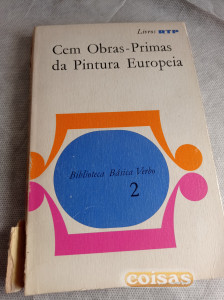 Livros RTP
Cem Obras-Primas
da Pintura Europeia
Biblioteca Básica Verbo
2
coisas